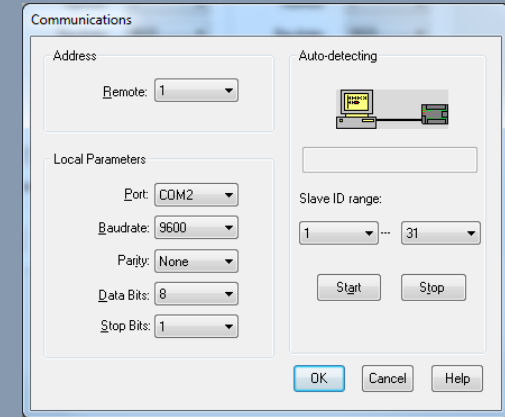 Communications
Address
Remote: 1
Local Parameters
Port: COM2
Baudrate: 9600
Parity: None
Data Bits: 8
Stop Bits: 1
Auto-detecting
Slave ID range:
1 ... 31
Start Stop
OK Cancel Help